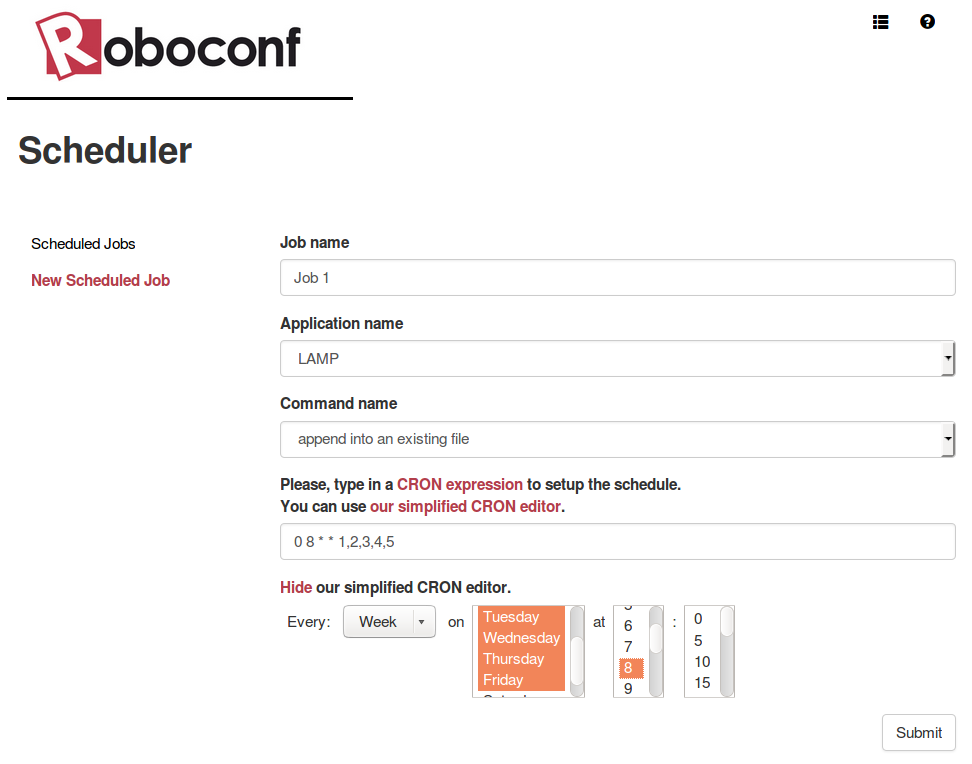 Roboconf
Scheduler
Scheduled Jobs
New Scheduled Job
Job name
Job 1
Application name
LAMP
Command name
append into an existing file
Please, type in a CRON expression to setup the schedule.
You can use our simplified CRON editor.
0 8 * * 1,2,3,4,5
Hide our simplified CRON editor.
Every: Week on Tuesday at 6 : 0
Wednesday 7 5
Thursday 8 10
Friday 9 15
Submit